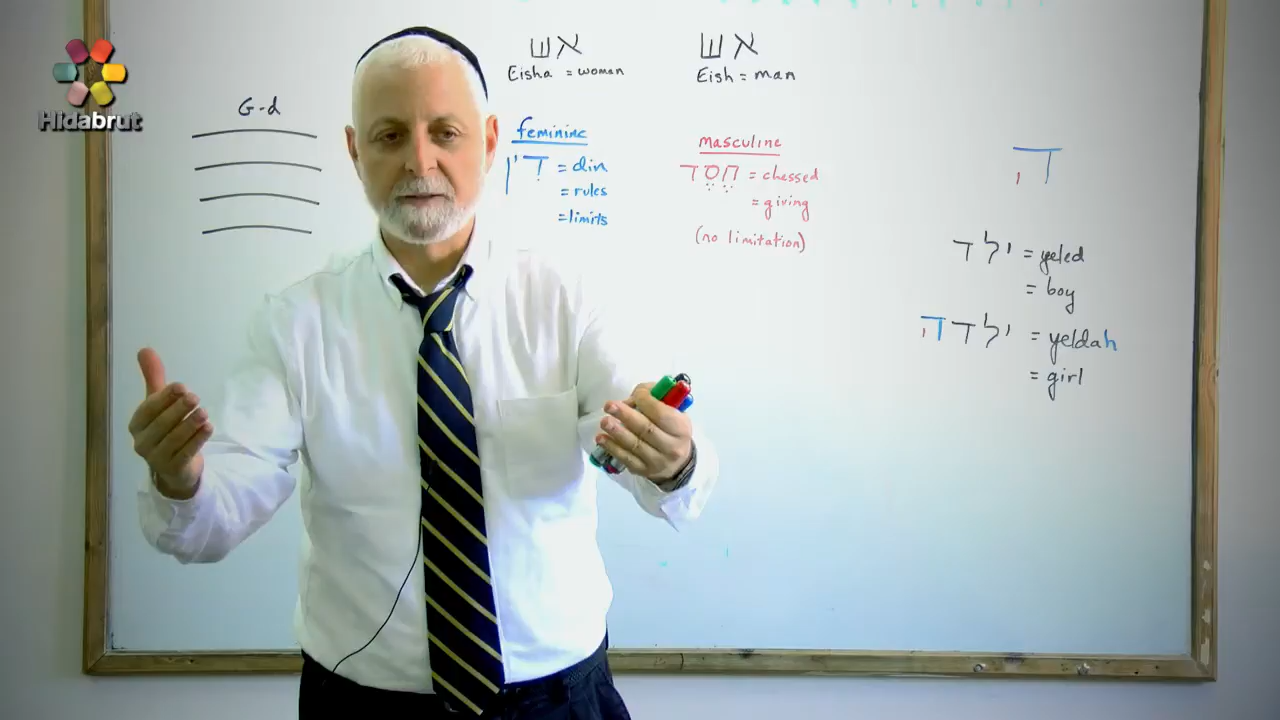 Hidabrut
G-d
אש
Eisha = woman
feminine
דין = din
= rules
= limits
אש
Eish = man
masculine
חסד = chessed
= giving
(no limitation)
ה
ילד = yeled
= boy
ילדה = yeldah
= girl